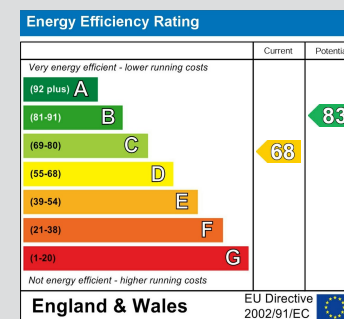 Energy Efficiency Rating
Current
Very energy efficient - lower running costs
(92 plus) A
(81-91) B
83
(69-80) C
68
(55-68) D
(39-54) E
(21-38) F
(1-20) G
Not energy efficient - higher running costs
England & Wales
EU Directive
2002/91/EC